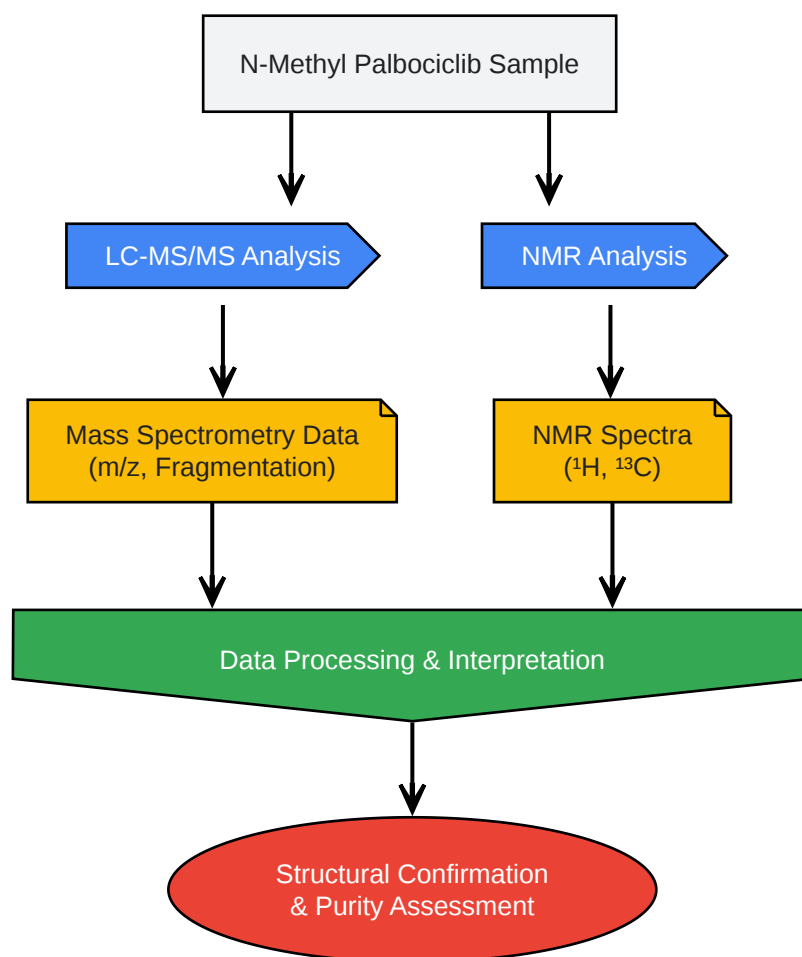 N-Methyl Palbociclib Sample
LC-MS/MS Analysis
NMR Analysis
Mass Spectrometry Data
(m/z, Fragmentation)
NMR Spectra
(¹H, ¹³C)
Data Processing & Interpretation
Structural Confirmation
& Purity Assessment